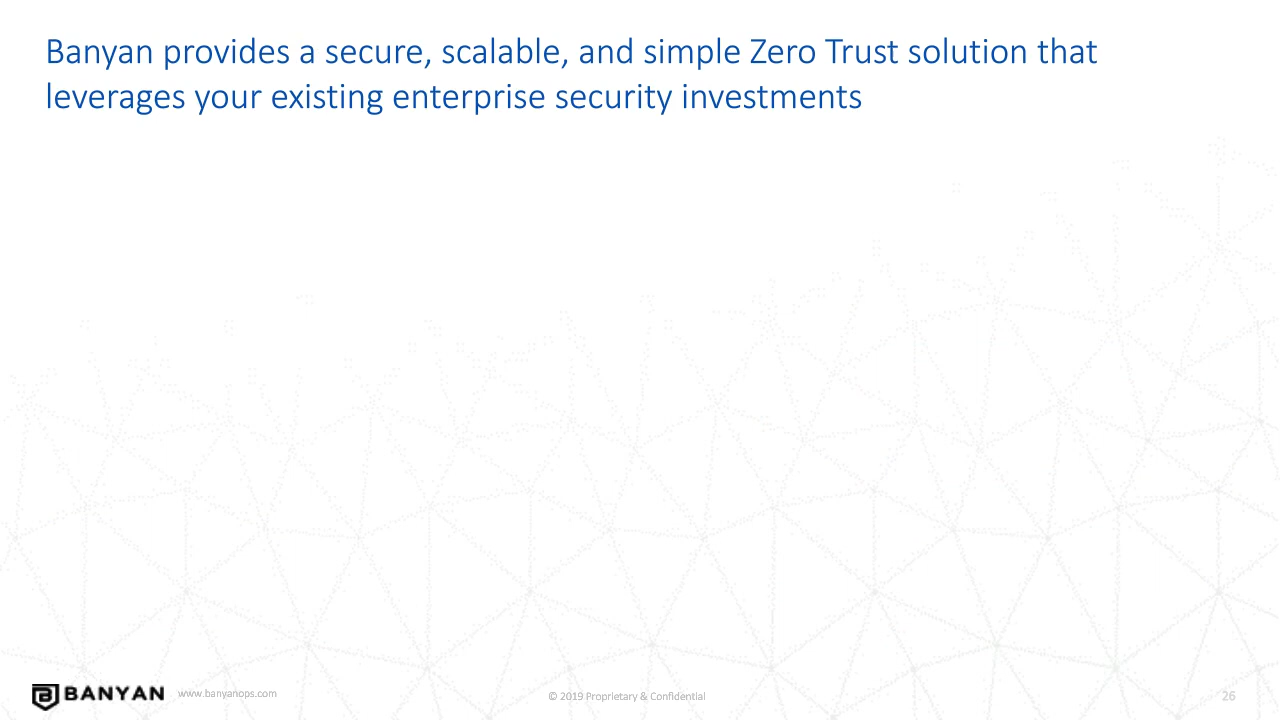 Banyan provides a secure, scalable, and simple Zero Trust solution that
leverages your existing enterprise security investments
BANYAN
www.banyanops.com
© 2019 Proprietary & Confidential
26